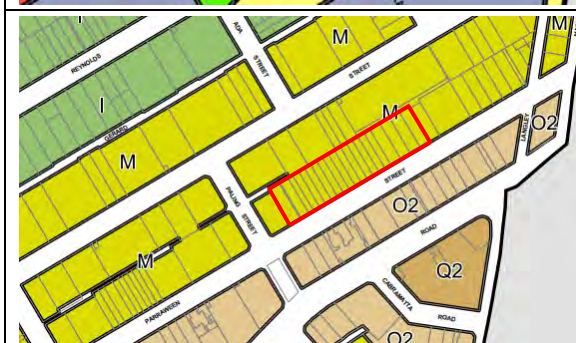 I
M
M
REYNOLDS
ADA
STREET
STREET
I
GERARD
M
M
LANGLEY
O2
PALING
STREET
STREET
O2
ROAD
M
PARRAWEEN
Q2
CABRAMATTA
ROAD
O2